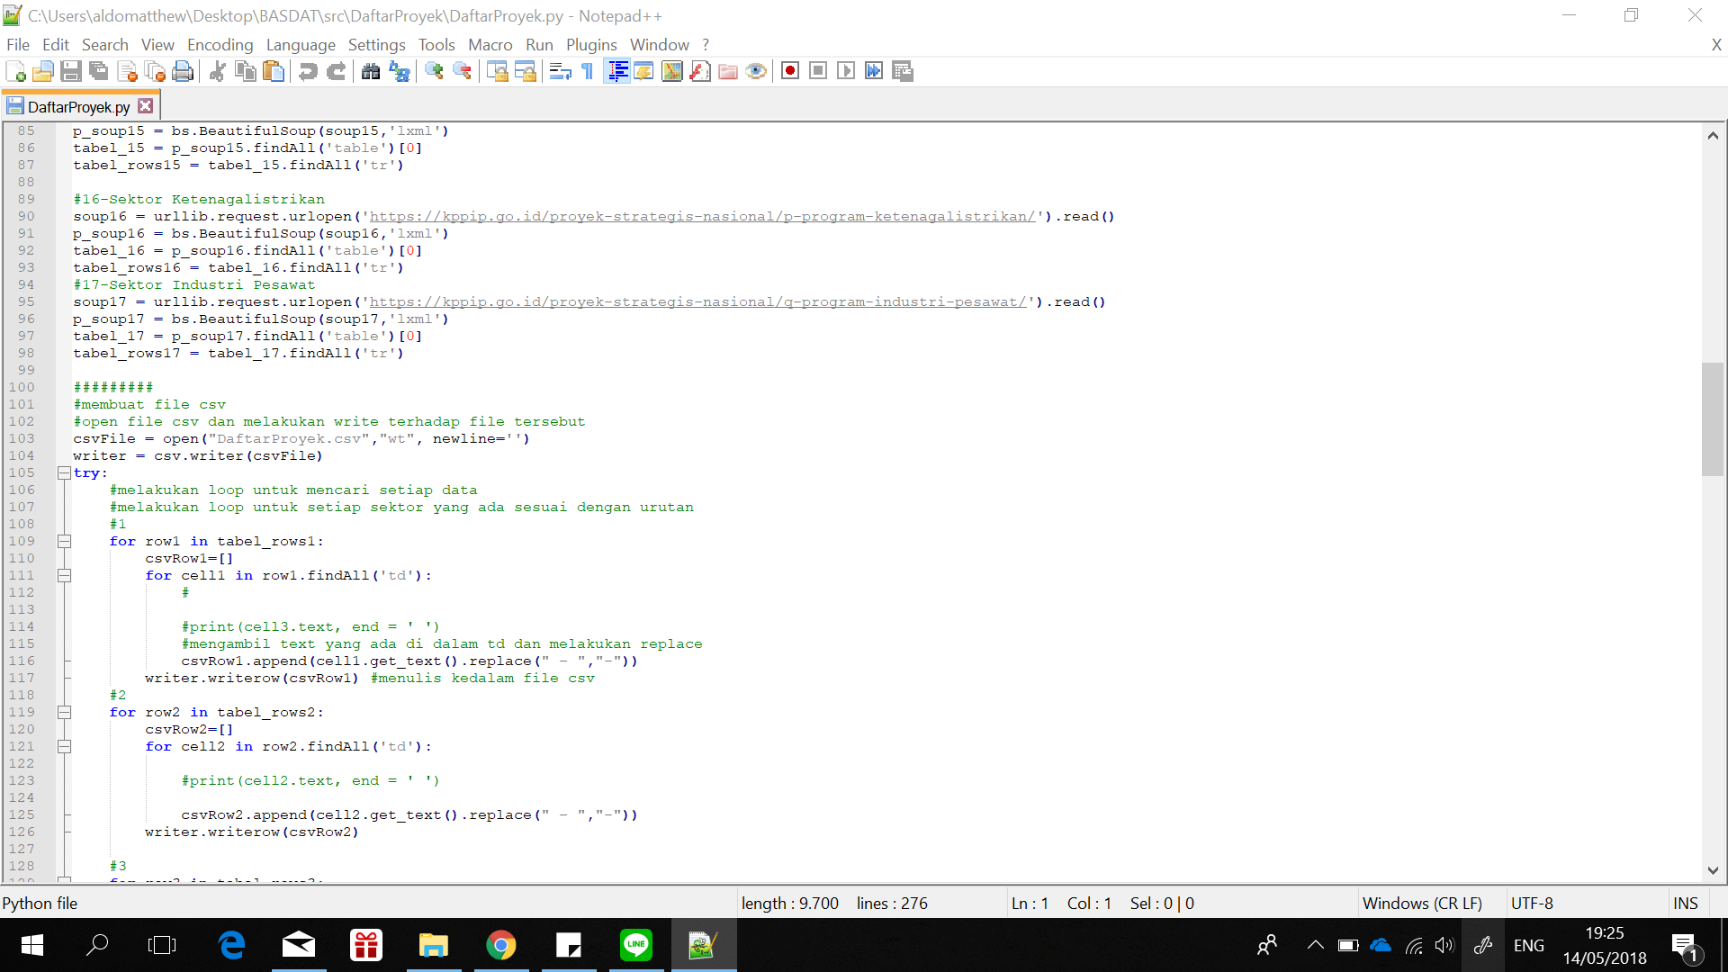 C:\Users\aldomatthew\Desktop\BASDAT\src\DaftarProyek\DaftarProyek.py - Notepad++
File Edit Search View Encoding Language Settings Tools Macro Run Plugins Window ? X
DaftarProyek.py
85 p_soup15 = bs.BeautifulSoup(soup15,'lxml')
86 tabel_15 = p_soup15.findAll('table')[0]
87 tabel_rows15 = tabel_15.findAll('tr')
88
89 #16-Sektor Ketenagalistrikan
90 soup16 = urllib.request.urlopen('https://kppip.go.id/proyek-strategis-nasional/p-program-ketenagalistrikan/').read()
91 p_soup16 = bs.BeautifulSoup(soup16,'lxml')
92 tabel_16 = p_soup16.findAll('table')[0]
93 tabel_rows16 = tabel_16.findAll('tr')
94 #17-Sektor Industri Pesawat
95 soup17 = urllib.request.urlopen('https://kppip.go.id/proyek-strategis-nasional/q-program-industri-pesawat/').read()
96 p_soup17 = bs.BeautifulSoup(soup17,'lxml')
97 tabel_17 = p_soup17.findAll('table')[0]
98 tabel_rows17 = tabel_17.findAll('tr')
99
100 #########
101 #membuat file csv
102 #open file csv dan melakukan write terhadap file tersebut
103 csvFile = open("DaftarProyek.csv","wt", newline='')
104 writer = csv.writer(csvFile)
105 try:
106 #melakukan loop untuk mencari setiap data
107 #melakukan loop untuk setiap sektor yang ada sesuai dengan urutan
108 #1
109 for row1 in tabel_rows1:
110 csvRow1=[]
111 for cell1 in row1.findAll('td'):
112 #
113
114 #print(cell3.text, end = ' ')
115 #mengambil text yang ada di dalam td dan melakukan replace
116 csvRow1.append(cell1.get_text().replace(" – ","-"))
117 writer.writerow(csvRow1) #menulis kedalam file csv
118 #2
119 for row2 in tabel_rows2:
120 csvRow2=[]
121 for cell2 in row2.findAll('td'):
122
123 #print(cell2.text, end = ' ')
124
125 csvRow2.append(cell2.get_text().replace(" – ","-"))
126 writer.writerow(csvRow2)
127
128 #3
Python file length : 9.700 lines : 276 Ln : 1 Col : 1 Sel : 0 | 0 Windows (CR LF) UTF-8 INS
LINE
ENG
19:25
14/05/2018
1